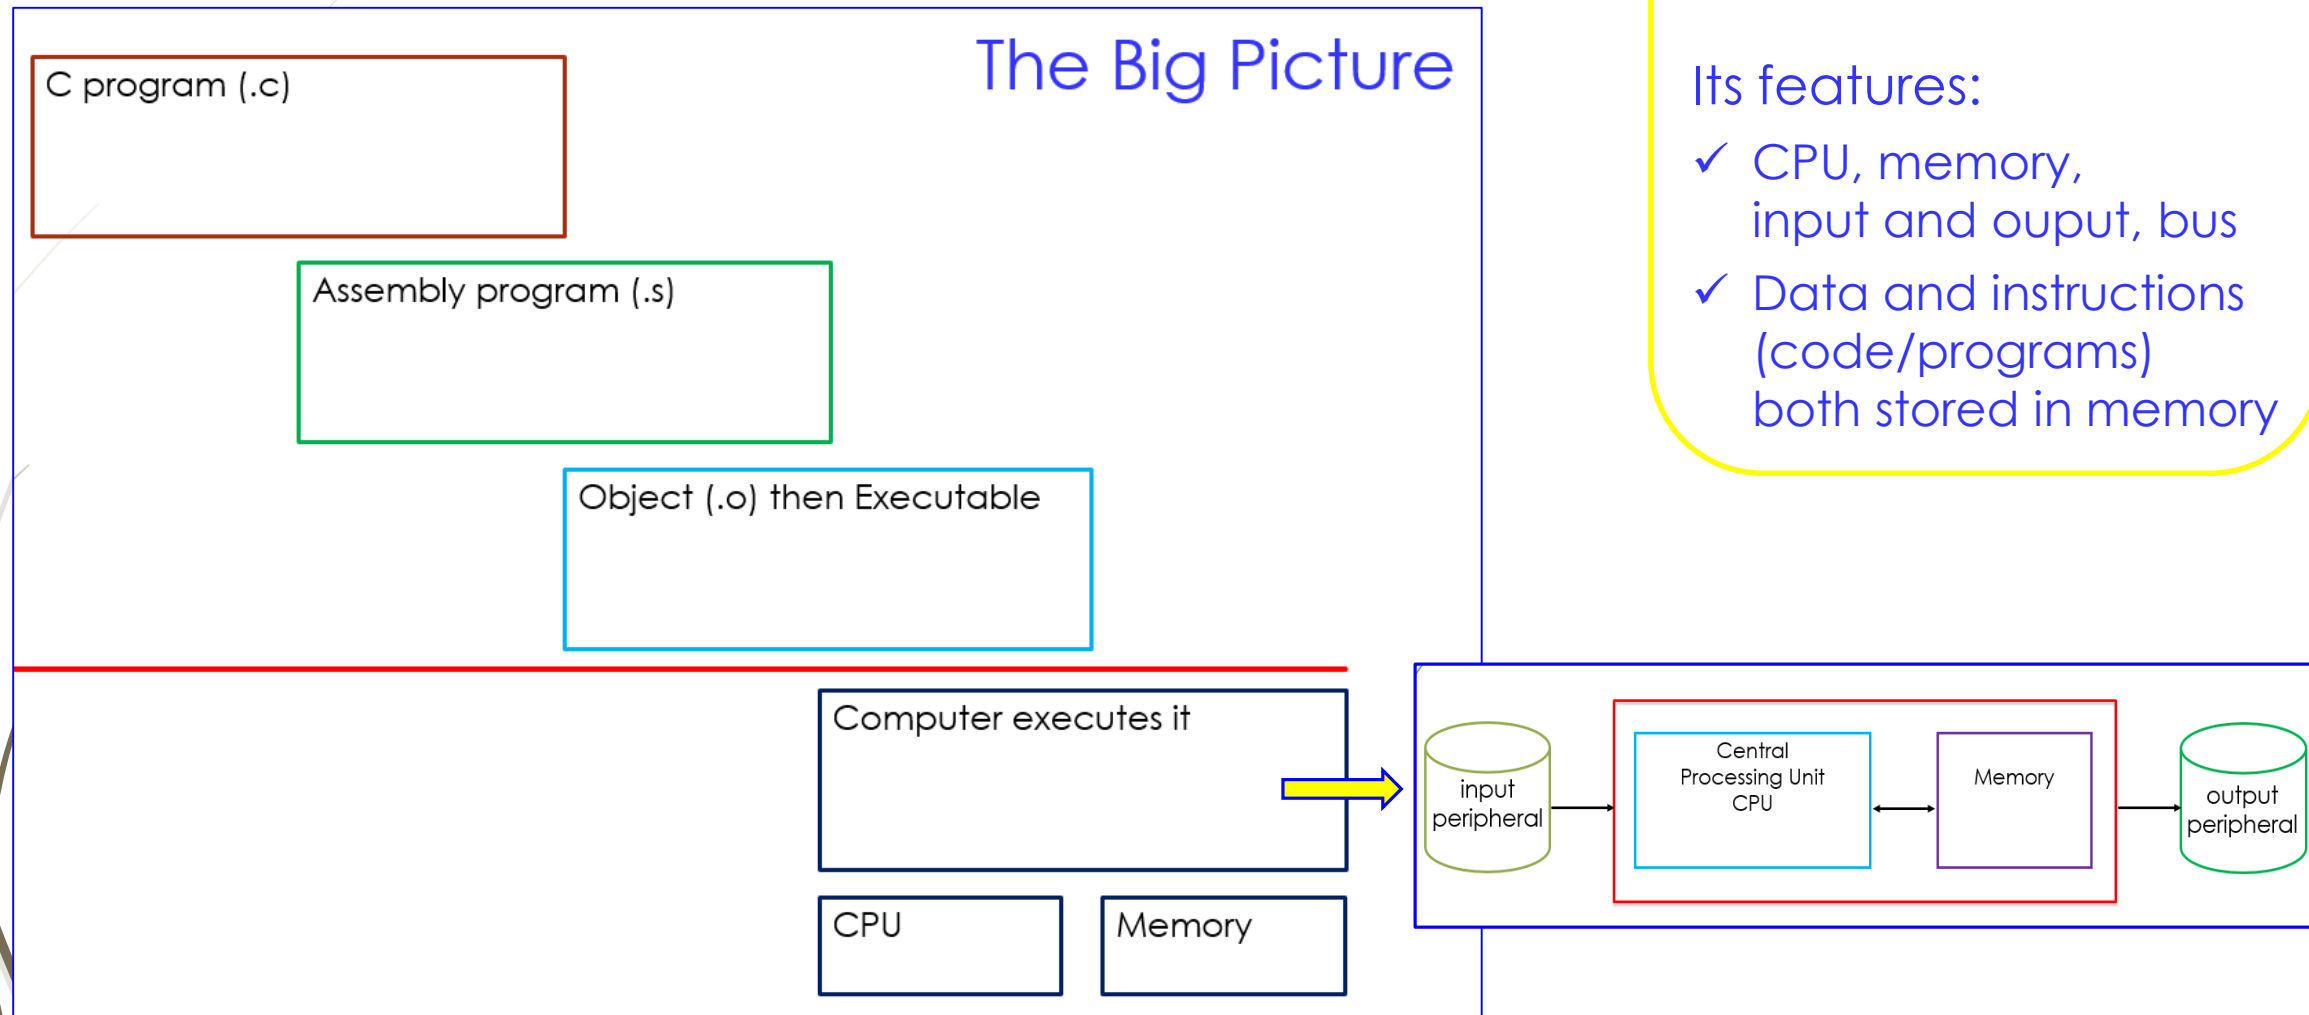 The Big Picture
C program (.c)
Assembly program (.s)
Object (.o) then Executable
Computer executes it
CPU
Memory
Its features:
✓ CPU, memory,
input and ouput, bus
✓ Data and instructions
(code/programs)
both stored in memory
input
peripheral
Central
Processing Unit
CPU
Memory
output
peripheral